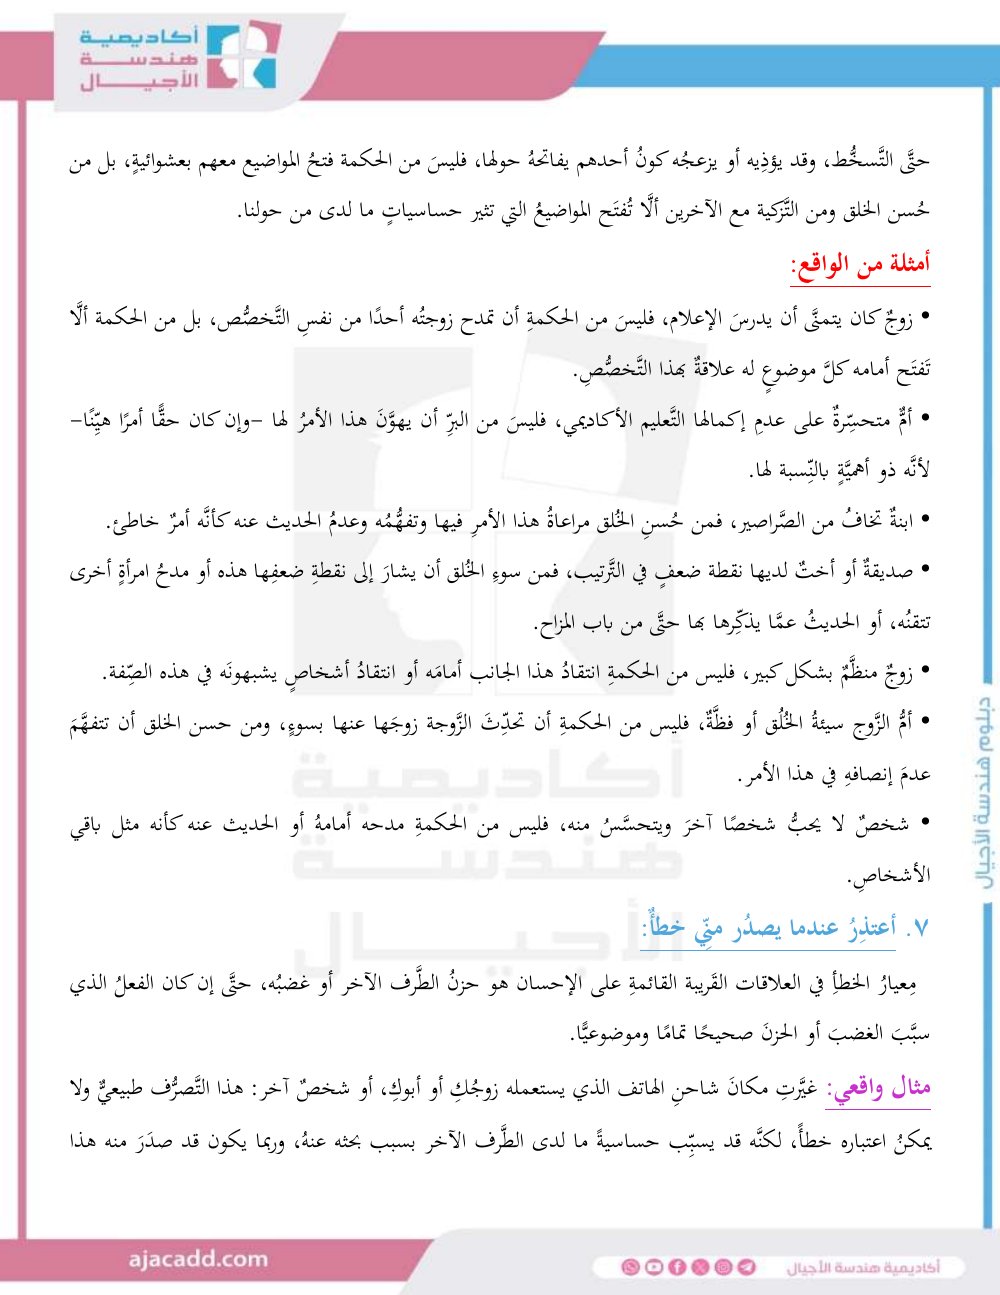 أكاديمية
هندسة
الأجيال
حتَّى التَّسخُّط، وقد يؤذِيه أو يزعجُه كونُ أحدهم يفاتحهُ حولها، فليسَ من الحكمة فتحُ المواضيع معهم بعشوائيةٍ، بل من
حُسن الخلق ومن التَّزكية مع الآخرين ألَّا تُفتَح المواضيعُ التي تثير حساسياتٍ ما لدى من حولنا.
أمثلة من الواقع:
• زوجٌ كان يتمنَّى أن يدرسَ الإعلام، فليسَ من الحكمةِ أن تمدح زوجتُه أحدًا من نفسِ التَّخصُّص، بل من الحكمة ألَّا
تَفتَح أمامه كلَّ موضوعٍ له علاقةٌ بهذا التَّخصُّصِ.
• أمٌّ متحسِّرةٌ على عدمِ إكمالها التَّعليم الأكاديمي، فليسَ من البرِّ أن يهوَّنَ هذا الأمرُ لها –وإن كان حقًّا أمرًا هيِّنًا–
لأنَّه ذو أهميَّةٍ بالنِّسبة لها.
• ابنةٌ تخافُ من الصَّراصير، فمن حُسنِ الخُلق مراعاةُ هذا الأمرِ فيها وتفهُّمُه وعدمُ الحديث عنه كأنَّه أمرٌ خاطئ.
• صديقةٌ أو أختٌ لديها نقطة ضعفٍ في التَّرتيب، فمن سوءِ الخُلق أن يشارَ إلى نقطةِ ضعفِها هذه أو مدحُ امرأةٍ أخرى
تتقنُه، أو الحديثُ عمَّا يذكِّرها بها حتَّى من باب المزاح.
• زوجٌ منظَّمٌ بشكل كبير، فليس من الحكمةِ انتقادُ هذا الجانب أمامَه أو انتقادُ أشخاصٍ يشبهونَه في هذه الصِّفة.
• أمُّ الزَّوج سيئةُ الخُلُق أو فظَّةٌ، فليس من الحكمةِ أن تحدِّثَ الزَّوجة زوجَها عنها بسوءٍ، ومن حسن الخلق أن تتفهَّمَ
عدمَ إنصافهِ في هذا الأمر.
• شخصٌ لا يحبُّ شخصًا آخرَ ويتحسَّسُ منه، فليس من الحكمةِ مدحه أمامهُ أو الحديث عنه كأنه مثل باقي
الأشخاصِ.
٧. أعتذِرُ عندما يصدُر منِّي خطأٌ:
مِعيارُ الخطأِ في العلاقات القَريبة القائمةِ على الإحسان هو حزنُ الطَّرف الآخر أو غضبُه، حتَّى إن كان الفعلُ الذي
سبَّبَ الغضبَ أو الحزنَ صحيحًا تمامًا وموضوعيًّا.
مثال واقعي: غيَّرتِ مكانَ شاحنِ الهاتف الذي يستعمله زوجُكِ أو أبوكِ، أو شخصٌ آخر: هذا التَّصرُّف طبيعيٌّ ولا
يمكنُ اعتباره خطأً، لكنَّه قد يسبِّب حساسيةً ما لدى الطَّرف الآخر بسبب بحثه عنهُ، وربما يكون قد صدَرَ منه هذا
أكاديمية
هندسة
الأجيال
دبلوم هندسة الأجيال
ajacadd.com
أكاديمية هندسة الأجيال